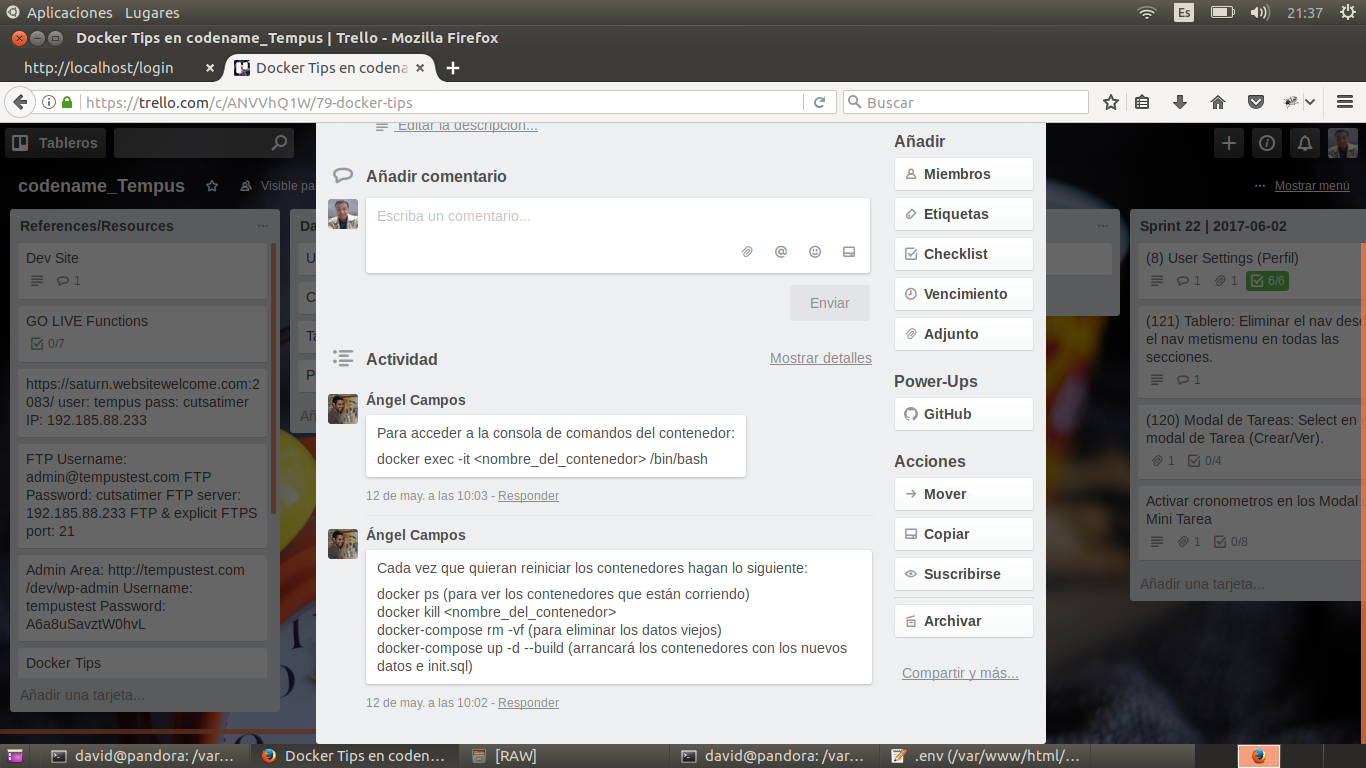 Aplicaciones Lugares
Es
21:37
Docker Tips en codename_Tempus | Trello - Mozilla Firefox
http://localhost/login
Docker Tips en codena
https://trello.com/c/ANVVhQ1W/79-docker-tips
Buscar
Tableros
codename_Tempus
Visible pa
Mostrar menú
References/Resources
Dev Site
1
GO LIVE Functions
0/7
https://saturn.websitewelcome.com:2
083/ user: tempus pass: cutsatimer
IP: 192.185.88.233
FTP Username:
admin@tempustest.com FTP
Password: cutsatimer FTP server:
192.185.88.233 FTP & explicit FTPS
port: 21
Admin Area: http://tempustest.com
/dev/wp-admin Username:
tempustest Password:
A6a8uSavztW0hvL
Docker Tips
Añadir una tarjeta...
Da
U
C
Ta
P
Añ
Editar la descripción...
Añadir comentario
Escriba un comentario...
Enviar
Actividad
Mostrar detalles
Ángel Campos
Para acceder a la consola de comandos del contenedor:
docker exec -it <nombre_del_contenedor> /bin/bash
12 de may. a las 10:03 - Responder
Ángel Campos
Cada vez que quieran reiniciar los contenedores hagan lo siguiente:
docker ps (para ver los contenedores que están corriendo)
docker kill <nombre_del_contenedor>
docker-compose rm -vf (para eliminar los datos viejos)
docker-compose up -d --build (arrancará los contenedores con los nuevos
datos e init.sql)
12 de may. a las 10:02 - Responder
Añadir
Miembros
Etiquetas
Checklist
Vencimiento
Adjunto
Power-Ups
GitHub
Acciones
Mover
Copiar
Suscribirse
Archivar
Compartir y más...
Sprint 22 | 2017-06-02
(8) User Settings (Perfil)
1 1 6/6
(121) Tablero: Eliminar el nav desd
el nav metismenu en todas las
secciones.
1
(120) Modal de Tareas: Select en e
modal de Tarea (Crear/Ver).
1 0/4
Activar cronometros en los Modal d
Mini Tarea
1 0/8
Añadir una tarjeta...
david@pandora: /var...
Docker Tips en coden...
[RAW]
david@pandora: /var...
.env (/var/www/html/...